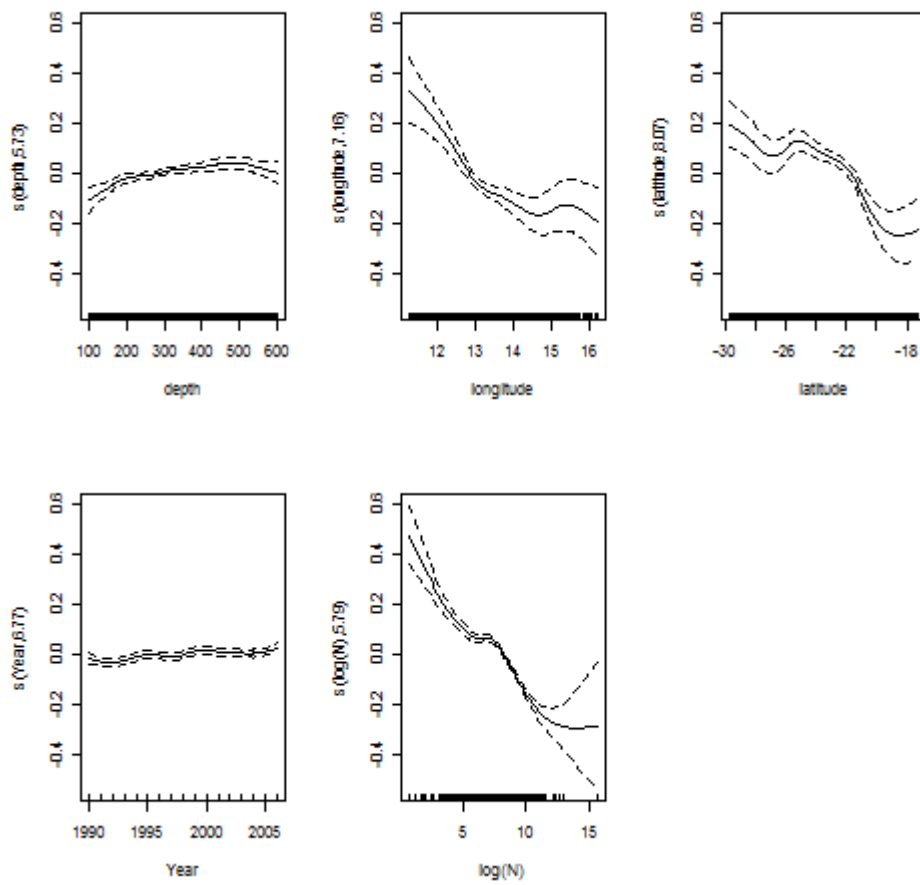 s(depth,5.73)
-0.4 -0.2 0.0 0.2 0.4 0.6
100 200 300 400 500 600
depth
s(longitude,7.16)
-0.4 -0.2 0.0 0.2 0.4 0.6
12 13 14 15 16
longitude
s(latitude,8.07)
-0.4 -0.2 0.0 0.2 0.4 0.6
-30 -26 -22 -18
latitude
s(Year,6.77)
-0.4 -0.2 0.0 0.2 0.4 0.6
1990 1995 2000 2005
Year
s(log(N),5.79)
-0.4 -0.2 0.0 0.2 0.4 0.6
5 10 15
log(N)